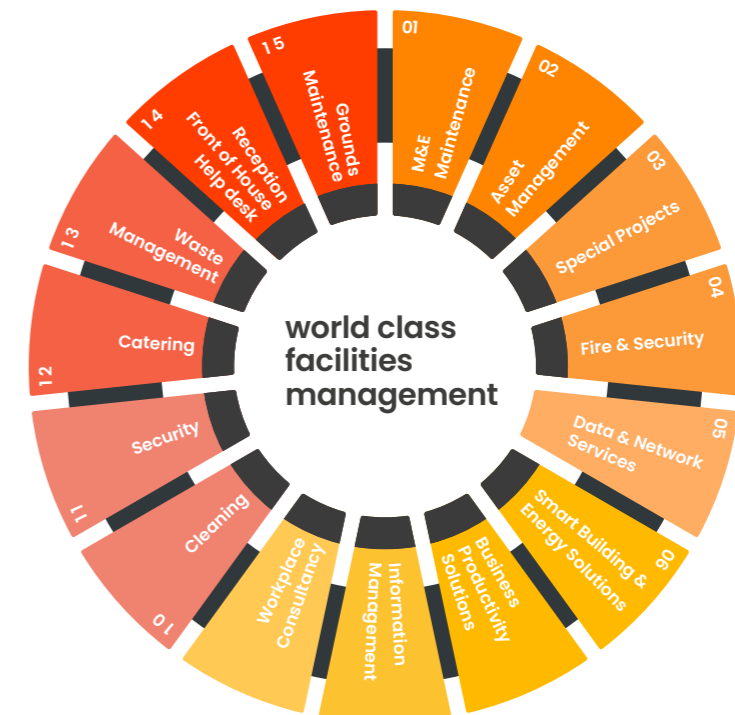 world class
facilities
management
01
M&E
Maintenance
02
Asset
Management
03
Special Projects
04
Fire & Security
05
Data & Network
Services
06
Smart Building &
Energy Solutions
Business
Productivity
Solutions
Information
Management
Workplace
Consultancy
10
Cleaning
11
Security
12
Catering
13
Waste
Management
14
Reception
Front of House
Help desk
15
Grounds
Maintenance